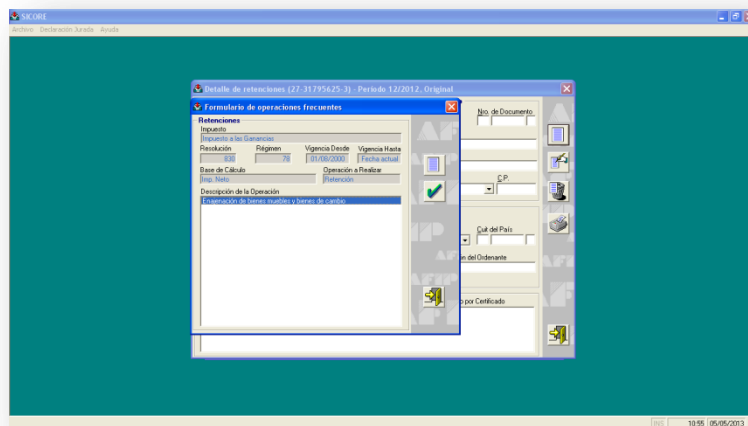 SICORE
Archivo Declaración Jurada Ayuda
Detalle de retenciones (27-31795625-3) - Periodo 12/2012, Original
Formulario de operaciones frecuentes
Nro. de Documento
Retenciones
Impuesto
Impuesto a las Ganancias
Resolución Régimen Vigencia Desde Vigencia Hasta
830 78 01/08/2000 Fecha actual
Base de Cálculo Operación a Realizar
Imp. Neto Retención
C.P.
Descripción de la Operación
Enajenación de bienes muebles y bienes de cambio
Cuit del País
n del Ordenante
o por Certificado
INS 10:55 05/05/2013